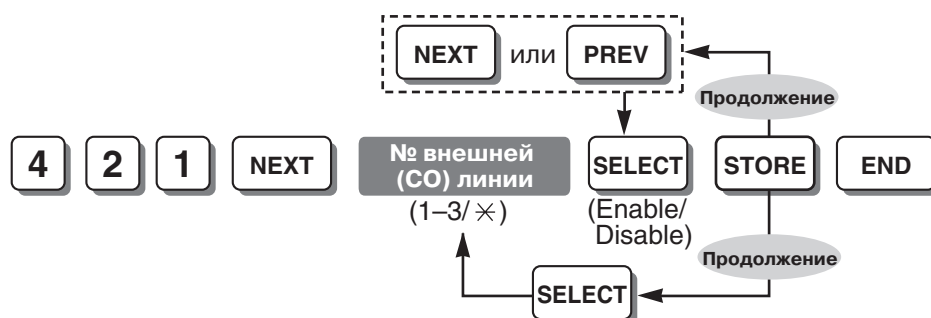 NEXT или PREV
Продолжение
4 2 1 NEXT № внешней (CO) линии SELECT STORE END
(1–3/✳) (Enable/Disable)
Продолжение
SELECT